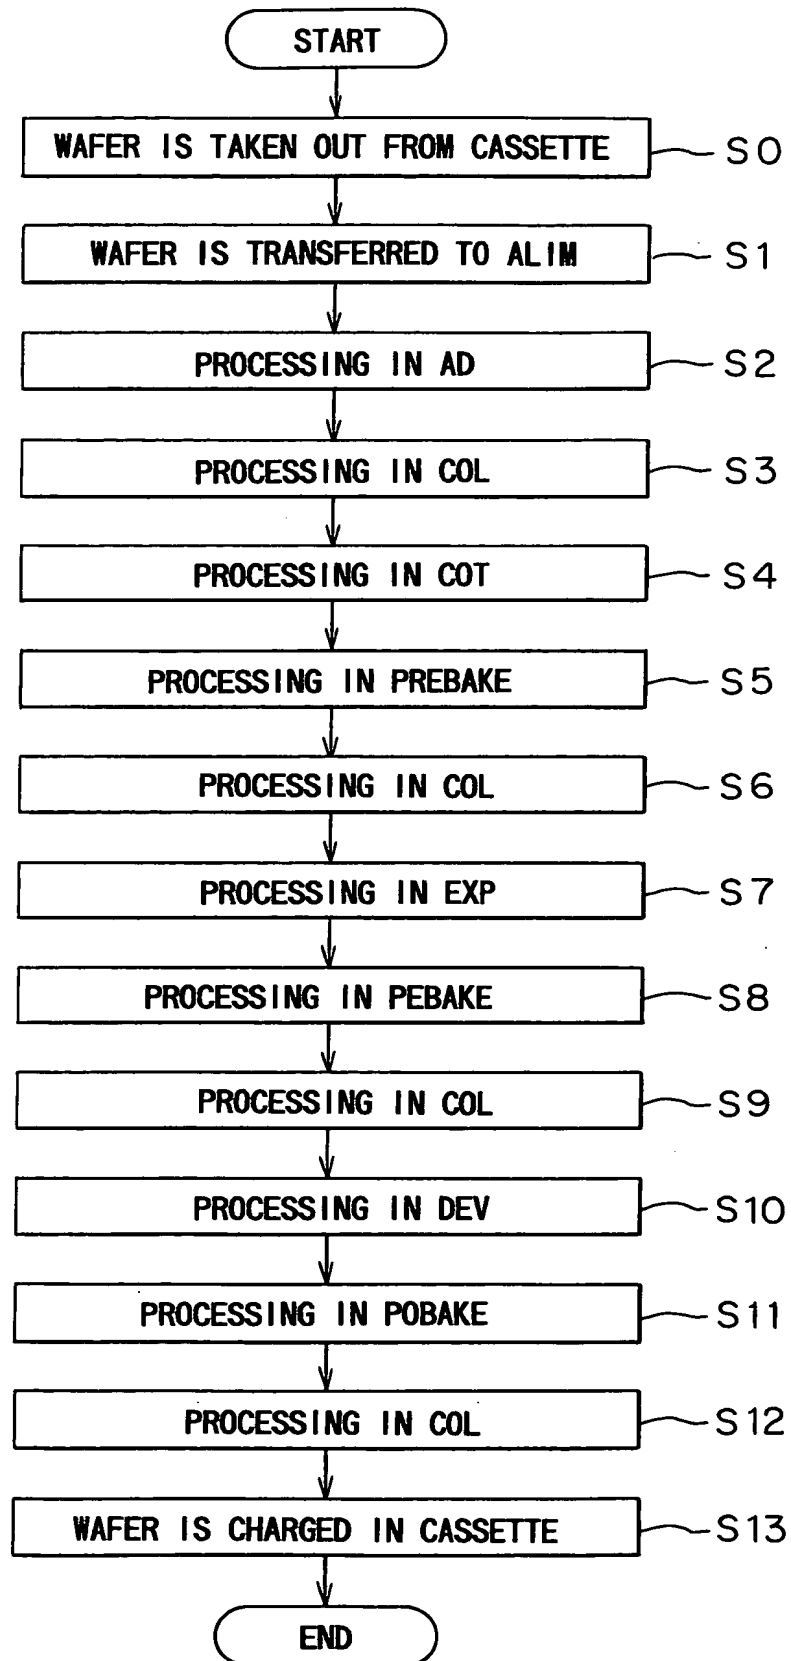 START
WAFER IS TAKEN OUT FROM CASSETTE S0
WAFER IS TRANSFERRED TO ALIM S1
PROCESSING IN AD S2
PROCESSING IN COL S3
PROCESSING IN COT S4
PROCESSING IN PREBAKE S5
PROCESSING IN COL S6
PROCESSING IN EXP S7
PROCESSING IN PEBAKE S8
PROCESSING IN COL S9
PROCESSING IN DEV S10
PROCESSING IN POBAKE S11
PROCESSING IN COL S12
WAFER IS CHARGED IN CASSETTE S13
END